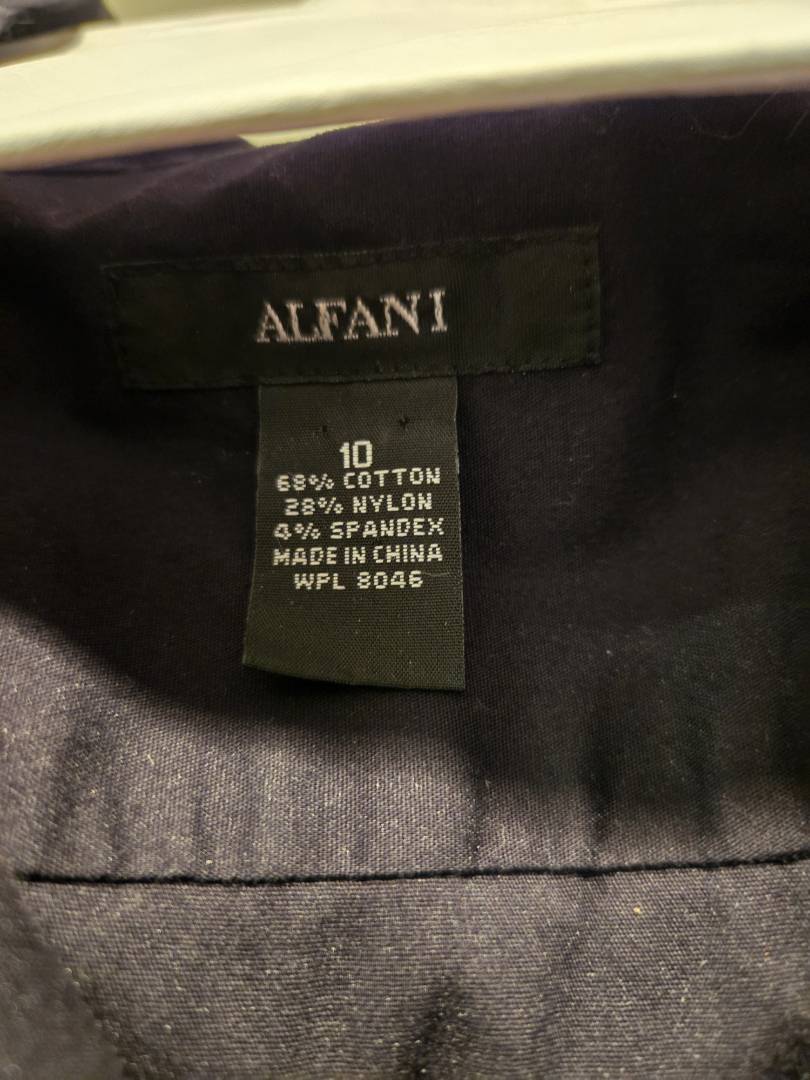 ALFANI
10
68% COTTON
28% NYLON
4% SPANDEX
MADE IN CHINA
WPL 8046